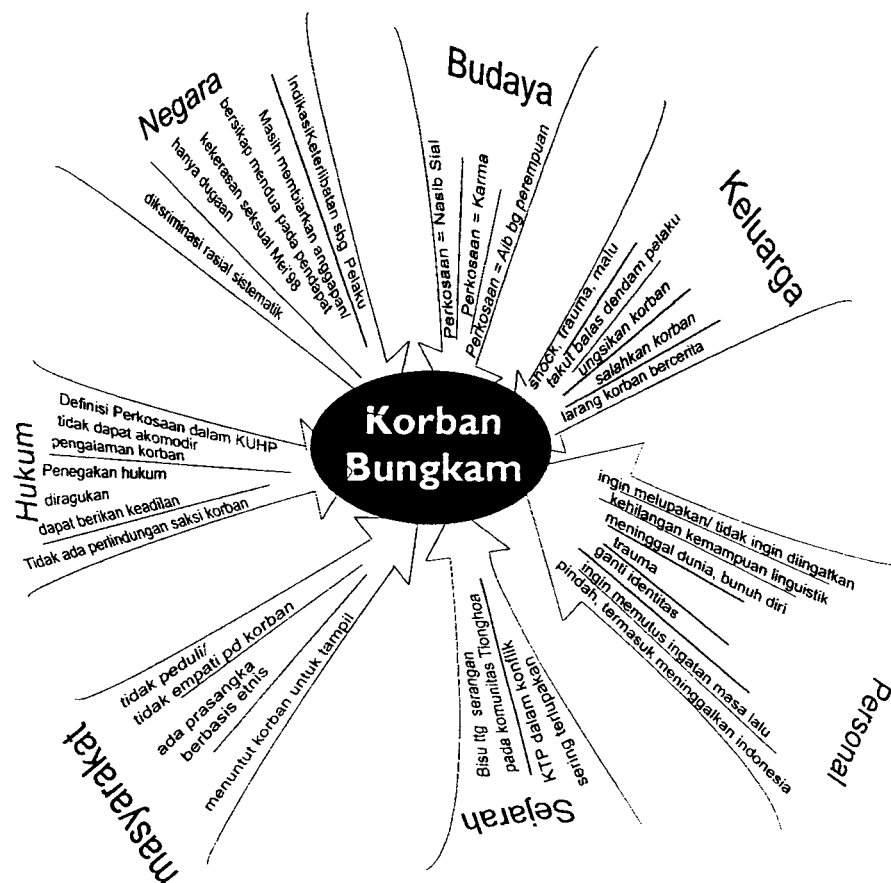 Korban
Bungkam
Budaya
Perkosaan = Nasib Sial
Perkosaan = Karma
Perkosaan = Aib bg perempuan
Keluarga
shock, trauma, malu
takut balas dendam pelaku
ungsikan korban
salahkan korban
larang korban bercerita
Personal
ingin melupakan/ tidak ingin diingatkan
kehilangan kemampuan linguistik
meninggal dunia, bunuh diri
trauma
ganti identitas
ingin memutus ingatan masa lalu
pindah, termasuk meninggalkan indonesia
Sejarah
Bisu ttg serangan
pada komunitas Tionghoa
KTP dalam konflik
sering terlupakan
masyarakat
tidak peduli/
tidak empati pd korban
ada prasangka
berbasis etnis
menuntut korban untuk tampil
Hukum
Definisi Perkosaan dalam KUHP
tidak dapat akomodir
pengalaman korban
Penegakan hukum
diragukan
dapat berikan keadilan
Tidak ada perlindungan saksi korban
Negara
IndikasiKeterlibatan sbg Pelaku
Masih membiarkan anggapan/
bersikap mendua pada pendapat
kekerasan seksual Mei'98
hanya dugaan
diksriminasi rasial sistematik